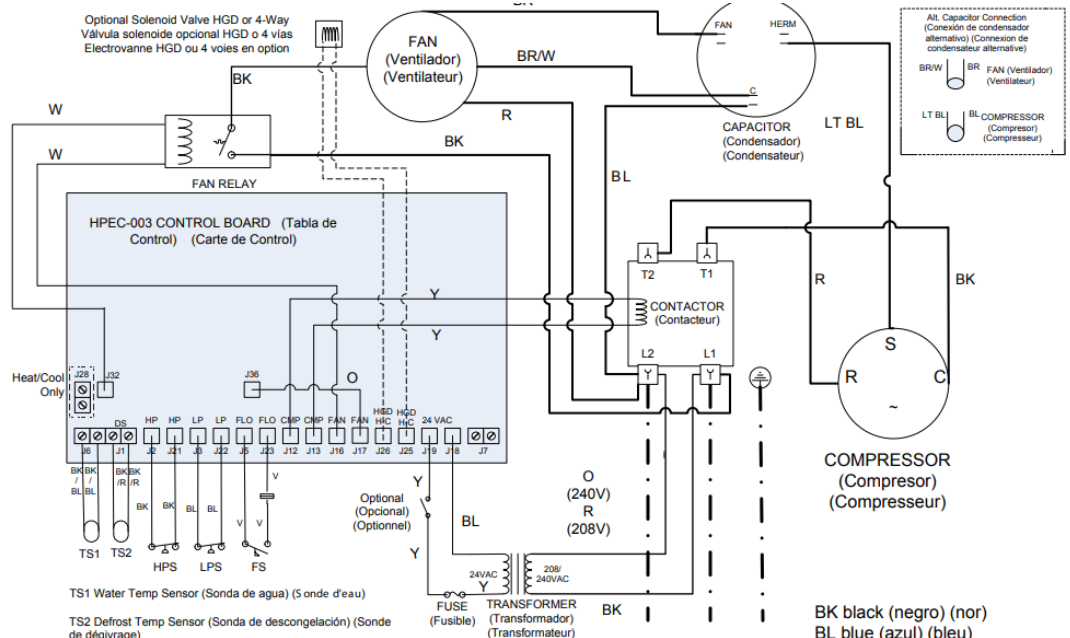 Optional Solenoid Valve HGD or 4-Way
Válvula solenoide opcional HGD o 4 vías
Electrovanne HGD ou 4 voies en option
FAN
(Ventilador)
(Ventilateur)
BK
BR/W
R
BK
FAN
HERM
C
CAPACITOR
(Condensador)
(Condensateur)
LT BL
Alt. Capacitor Connection
(Conexión de condensador
alternativo) (Connexion de
condensateur alternative)
BR/W
BR
FAN (Ventilador)
(Ventilateur)
LT BL
BL
COMPRESSOR
(Compresor)
(Compresseur)
W
W
FAN RELAY
BL
HPEC-003 CONTROL BOARD (Tabla de
Control) (Carte de Control)
T2
T1
CONTACTOR
(Contacteur)
L2
L1
Y
Y
R
BK
S
R
C
~
COMPRESSOR
(Compresor)
(Compresseur)
Heat/Cool
Only
J28
J32
J36
O
DS
HP
HP
LP
LP
FLO
FLO
CMP
CMP
FAN
FAN
HGD
H/C
HGD
H/C
24 VAC
J6
J1
J2
J21
J3
J22
J5
J23
J12
J13
J16
J17
J26
J25
J19
J18
J7
BK
/
BL
BK
/
BL
BK
/R
BK
/R
BK
BK
BL
BL
V
V
V
TS1
TS2
HPS
LPS
FS
Optional
(Opcional)
(Optionnel)
Y
BL
Y
24VAC
Y
208/
240VAC
O
(240V)
R
(208V)
BK
FUSE
(Fusible)
TRANSFORMER
(Transformador)
(Transformateur)
TS1 Water Temp Sensor (Sonda de agua) (Sonde d'eau)
TS2 Defrost Temp Sensor (Sonda de descongelación) (Sonde
de dégivrage)
BK black (negro) (nor)
BL blue (azul) (bleu)